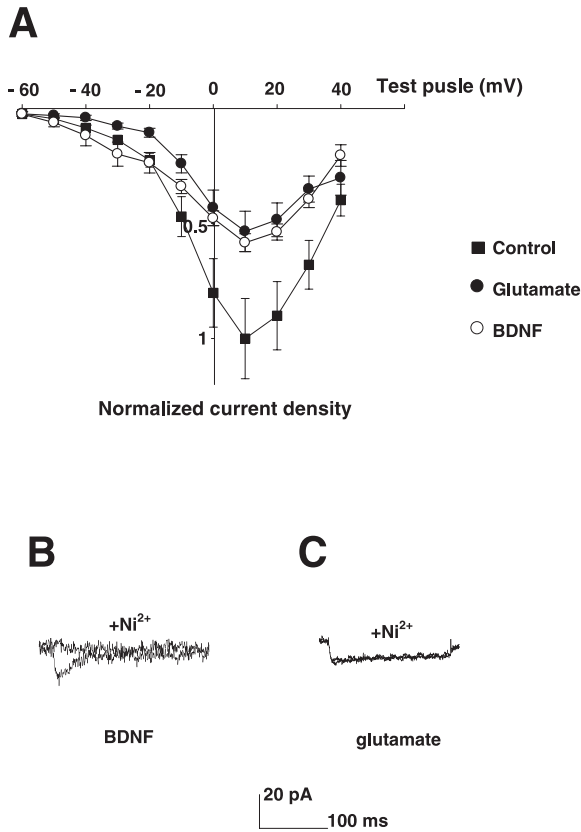 A
- 60 - 40 - 20 0 20 40 Test pusle (mV)
0.5
Control
Glutamate
BDNF
1
Normalized current density
B
C
+Ni2+
+Ni2+
BDNF
glutamate
20 pA
100 ms